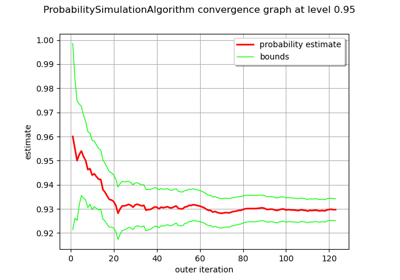 ProbabilitySimulationAlgorithm convergence graph at level 0.95
1.00
0.99
0.98
0.97
0.96
0.95
0.94
0.93
0.92
estimate
probability estimate
bounds
0 20 40 60 80 100 120
outer iteration